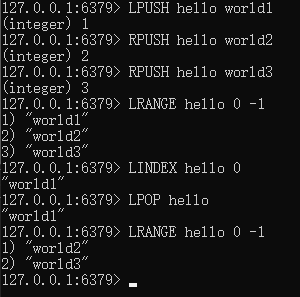 127.0.0.1:6379> LPUSH hello world1
(integer) 1
127.0.0.1:6379> RPUSH hello world2
(integer) 2
127.0.0.1:6379> RPUSH hello world3
(integer) 3
127.0.0.1:6379> LRANGE hello 0 -1
1) "world1"
2) "world2"
3) "world3"
127.0.0.1:6379> LINDEX hello 0
"world1"
127.0.0.1:6379> LPOP hello
"world1"
127.0.0.1:6379> LRANGE hello 0 -1
1) "world2"
2) "world3"
127.0.0.1:6379>